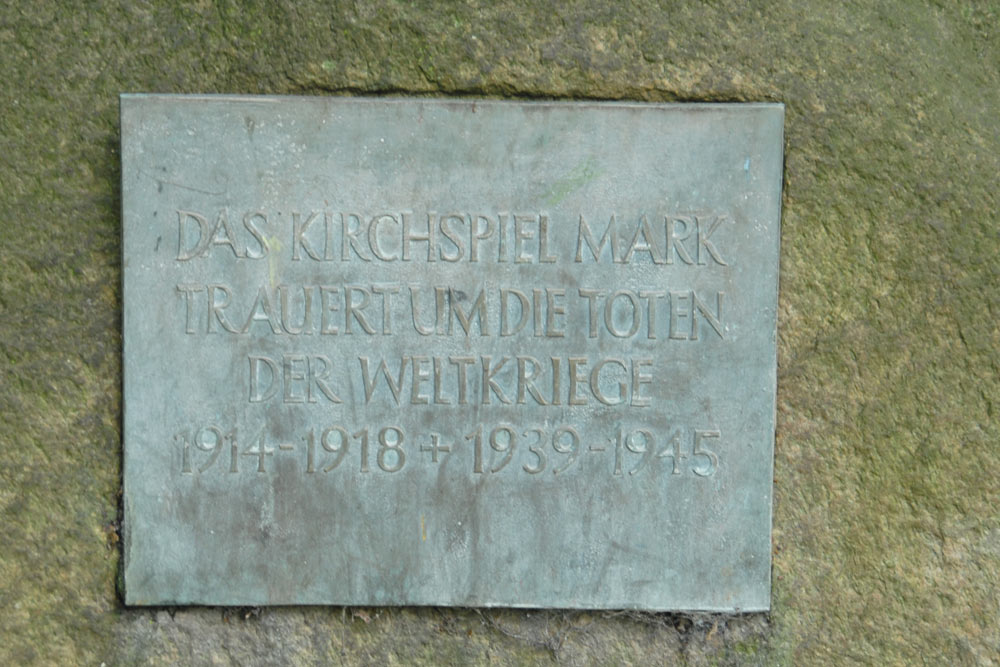 DAS KIRCHSPIEL MARK
TRAUERT UM DIE TOTEN
DER WELTKRIEGE
1914-1918 + 1939-1945